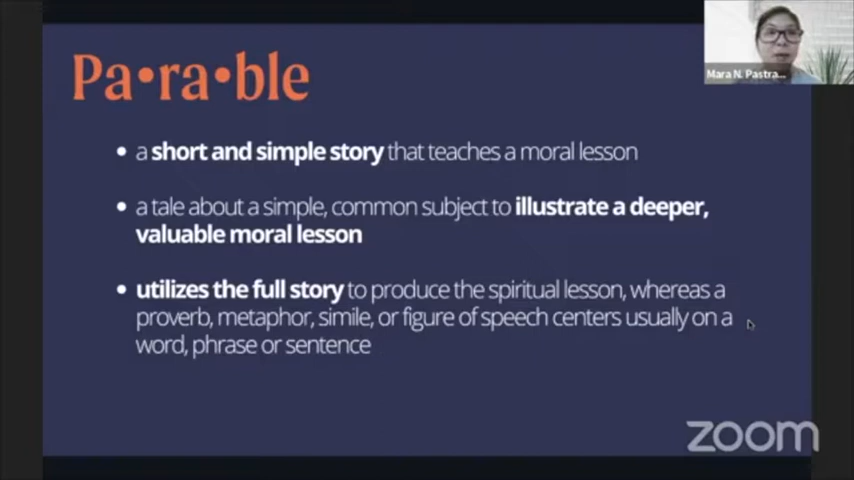 Pa•ra•ble
Mara N. Pastra...
• a short and simple story that teaches a moral lesson
• a tale about a simple, common subject to illustrate a deeper,
valuable moral lesson
• utilizes the full story to produce the spiritual lesson, whereas a
proverb, metaphor, simile, or figure of speech centers usually on a
word, phrase or sentence
zoom